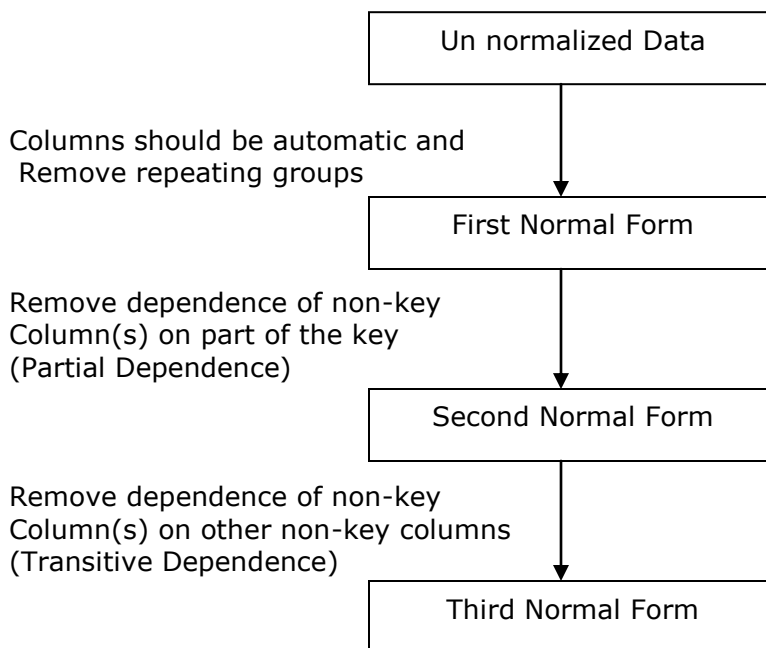 Un normalized Data
Columns should be automatic and
Remove repeating groups
First Normal Form
Remove dependence of non-key
Column(s) on part of the key
(Partial Dependence)
Second Normal Form
Remove dependence of non-key
Column(s) on other non-key columns
(Transitive Dependence)
Third Normal Form